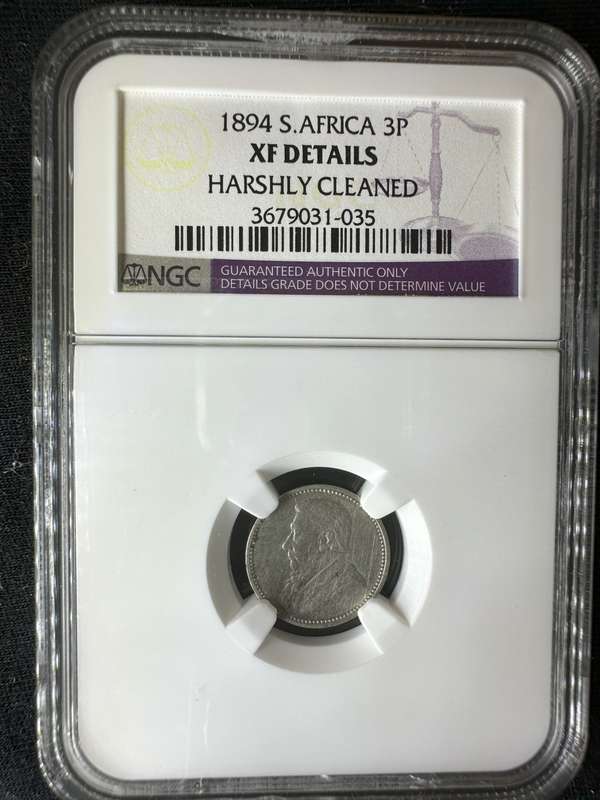 1894 S.AFRICA 3P
XF DETAILS
HARSHLY CLEANED
3679031-035
NGC
GUARANTEED AUTHENTIC ONLY
DETAILS GRADE DOES NOT DETERMINE VALUE